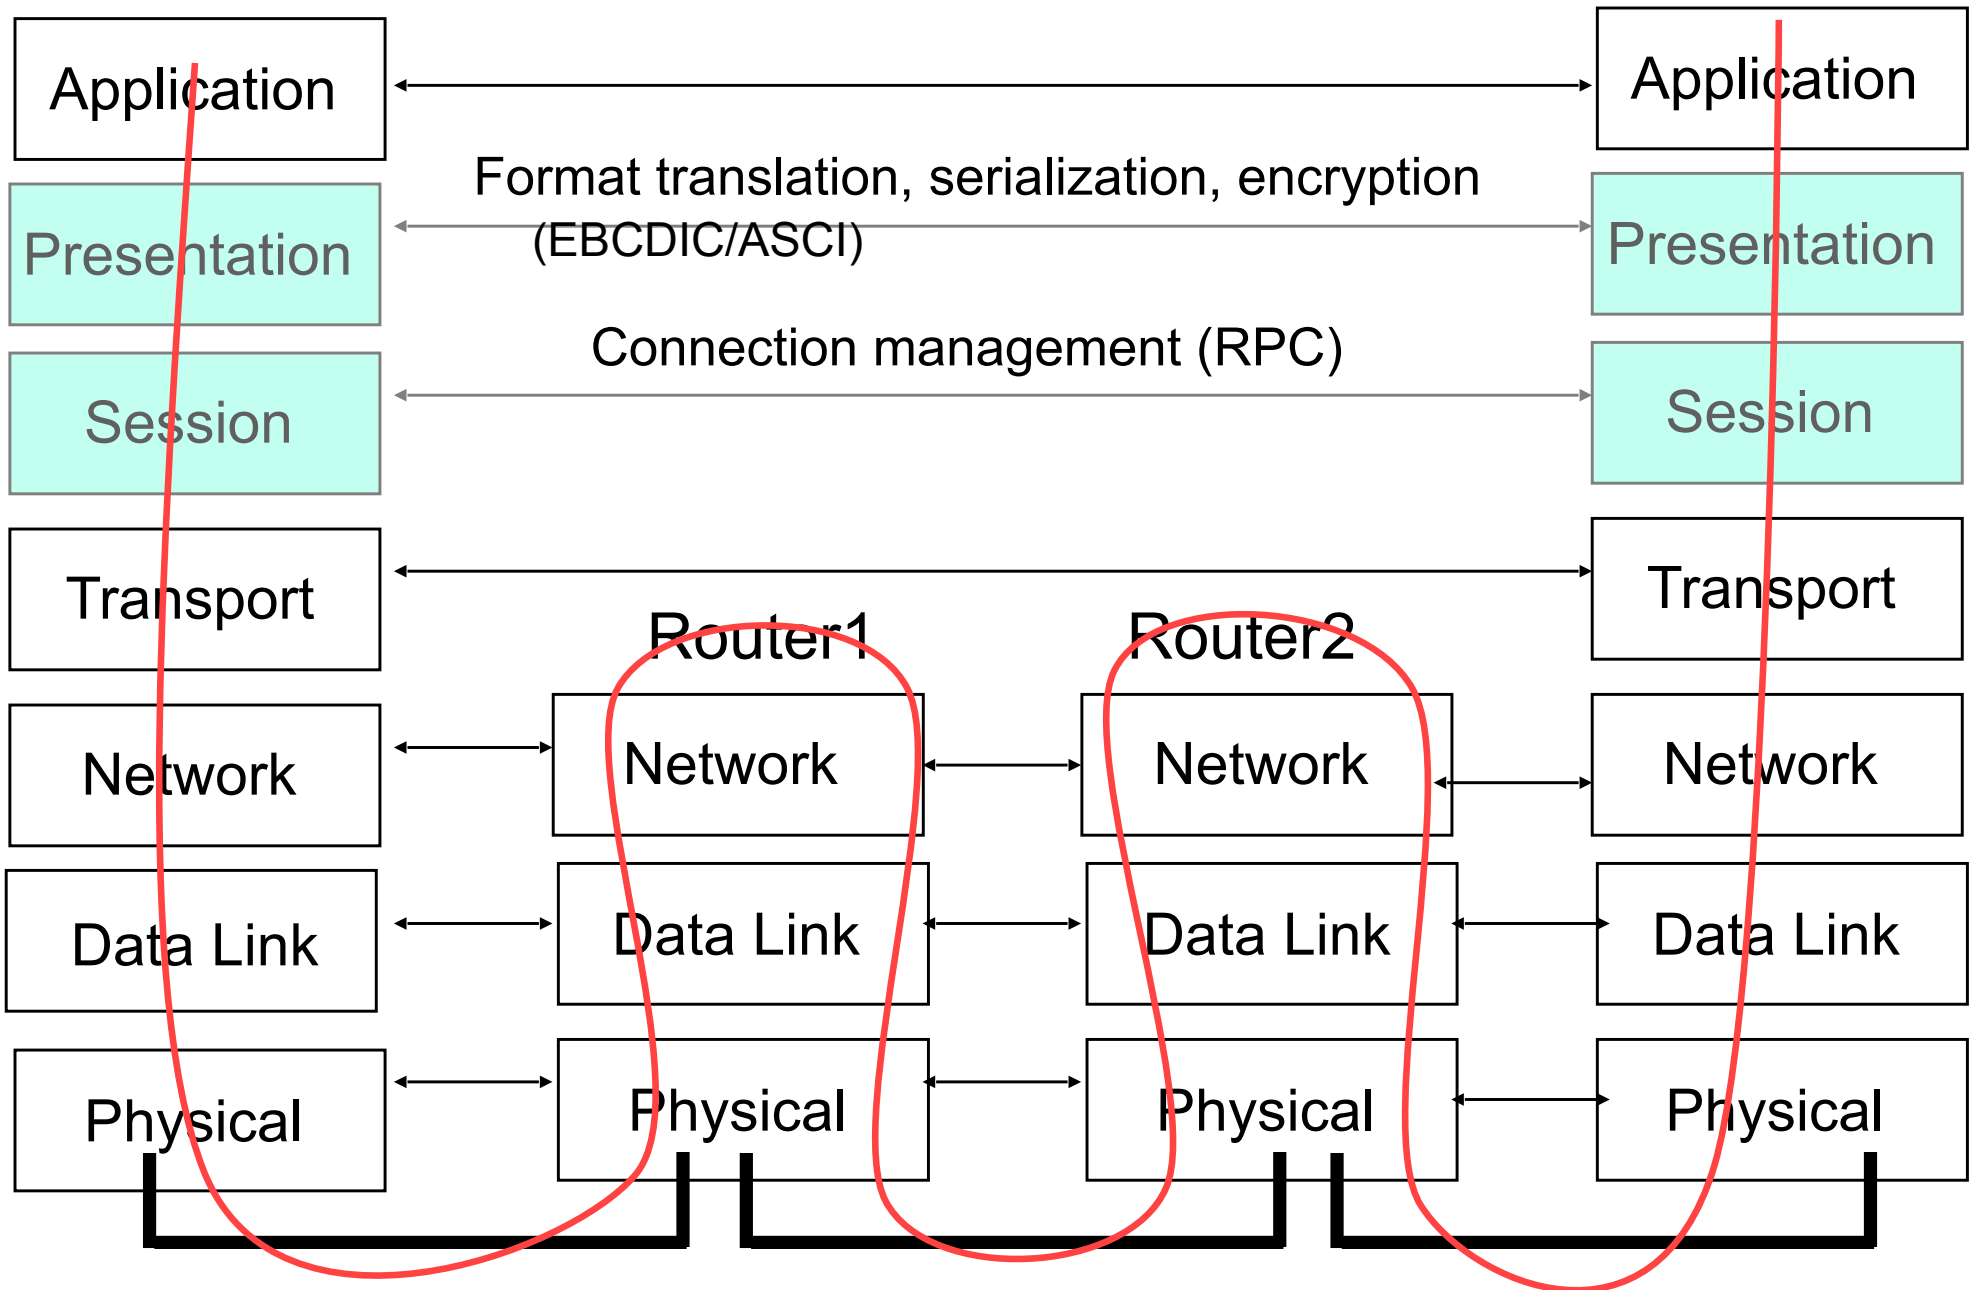 Application
Application
Format translation, serialization, encryption
Presentation
(EBCDIC/ASCI)
Presentation
Connection management (RPC)
Session
Session
Transport
Transport
Router1
Router2
Network
Network
Network
Network
Data Link
Data Link
Data Link
Data Link
Physical
Physical
Physical
Physical